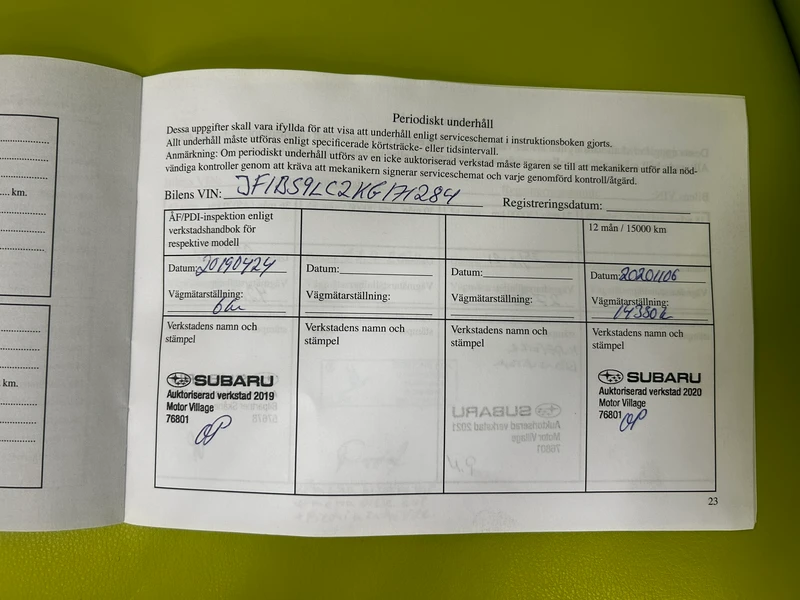 km.
km.
Periodiskt underhåll
Dessa uppgifter skall vara ifyllda för att visa att underhåll enligt serviceschemat i instruktionsboken gjorts.
Allt underhåll måste utföras enligt specificerade körtsträcke- eller tidsintervall.
Anmärkning: Om periodiskt underhåll utförs av en icke auktoriserad verkstad måste ägaren se till att mekanikern utför alla nöd-
vändiga kontroller genom att kräva att mekanikern signerar serviceschemat och varje genomförd kontroll/åtgärd.
Bilens VIN: JF1BS9LC2KG171284 Registreringsdatum:
ÅF/PDI-inspektion enligt
verkstadshandbok för
respektive modell
12 mån / 15000 km
Datum: 20190424
Datum:
Datum:
Datum: 20201106
Vägmätarställning:
Vägmätarställning:
Vägmätarställning:
Vägmätarställning:
14380
Verkstadens namn och
stämpel
Verkstadens namn och
stämpel
Verkstadens namn och
stämpel
Verkstadens namn och
stämpel
SUBARU
Auktoriserad verkstad 2019
Motor Village
76801
SUBARU
Auktoriserad verkstad 2020
Motor Village
76801
23